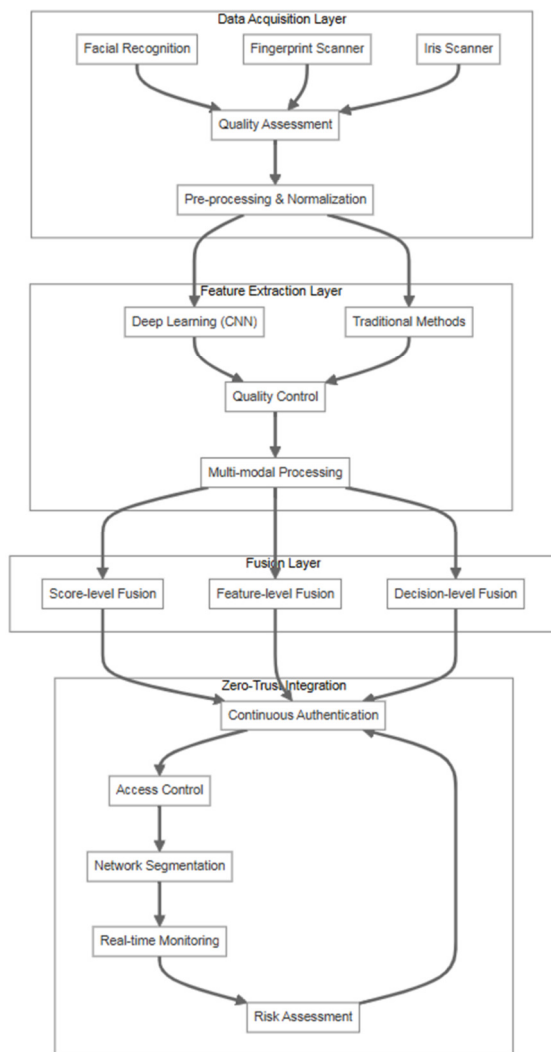 Data Acquisition Layer
Facial Recognition
Fingerprint Scanner
Iris Scanner
Quality Assessment
Pre-processing & Normalization
Feature Extraction Layer
Deep Learning (CNN)
Traditional Methods
Quality Control
Multi-modal Processing
Fusion Layer
Score-level Fusion
Feature-level Fusion
Decision-level Fusion
Zero-Trust Integration
Continuous Authentication
Access Control
Network Segmentation
Real-time Monitoring
Risk Assessment